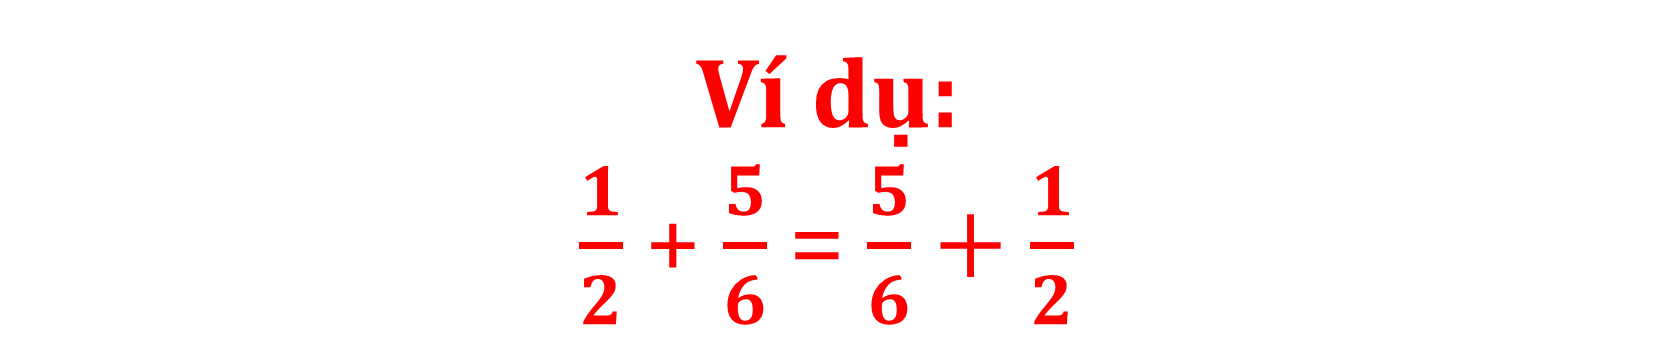 Ví dụ:
1/2 + 5/6 = 5/6 + 1/2